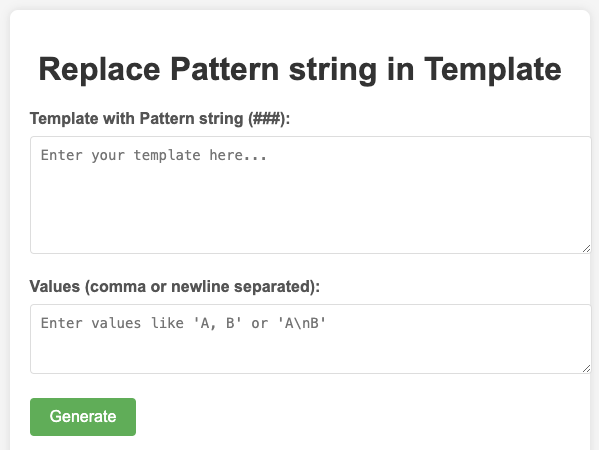 Replace Pattern string in Template
Template with Pattern string (###):
Enter your template here...
Values (comma or newline separated):
Enter values like 'A, B' or 'A\nB'
Generate